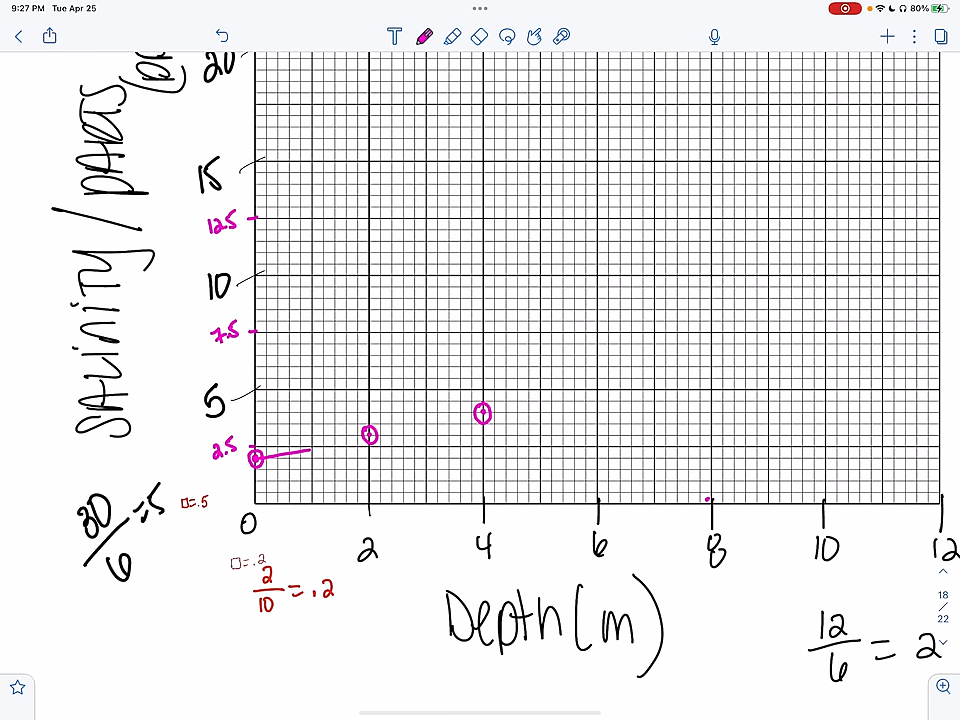 9:27 PM Tue Apr 25
80%
T
20
SALINITY / PARTS
15
12.5
10
7.5
5
2.5
30/6 = 5
□=.5
0
2
4
6
8
10
12
□=.2
2/10 = .2
Depth (m)
12/6 = 2
18
/
22